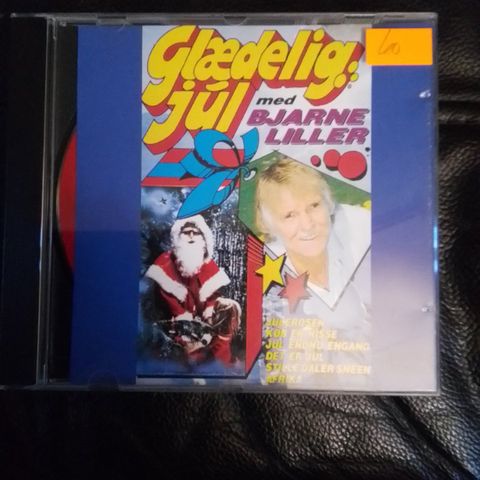 60
Glædelig
júl
med
BJARNE
LILLER
JULEROSEN
KØB EN NISSE
JUL ENDNU ENGANG
DET ER JUL
STILLE DALER SNEEN
AFRIKA